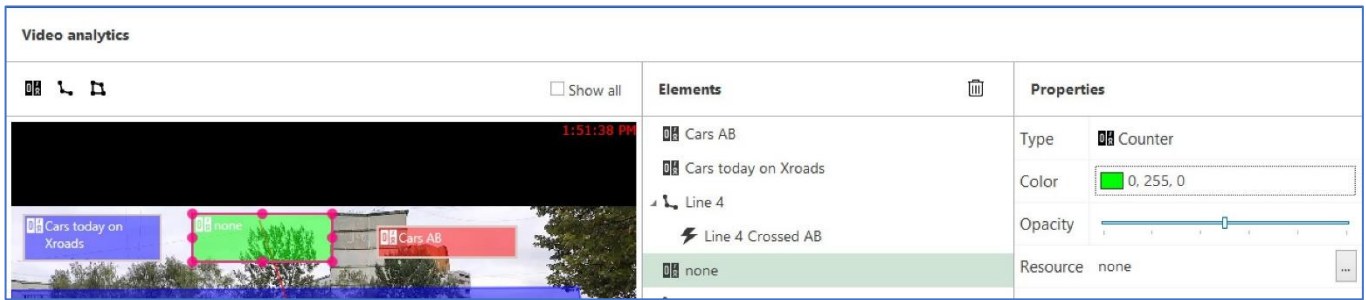 Video analytics
Show all
Elements
Properties
1:51:38 PM
Cars AB
Cars today on Xroads
Line 4
Line 4 Crossed AB
none
Type Counter
Color 0, 255, 0
Opacity
Resource none ...
Cars today on
Xroads
none
Cars AB